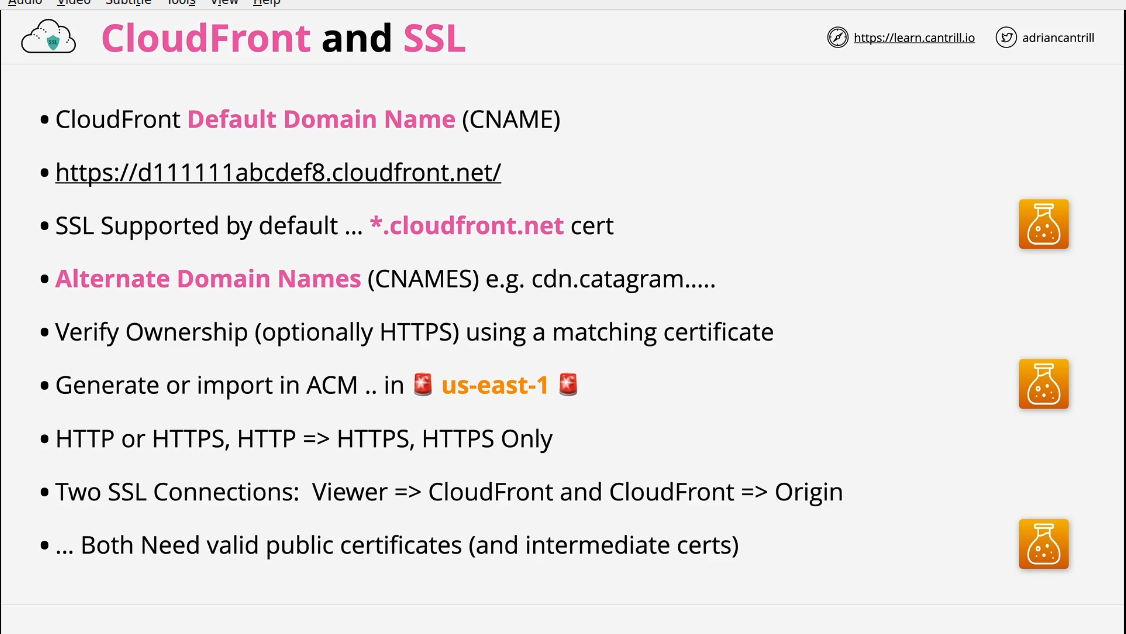 Audio Video Subtitle Tools View Help
CloudFront and SSL
https://learn.cantrill.io
adriancantrill
SSL
• CloudFront Default Domain Name (CNAME)
• https://d111111abcdef8.cloudfront.net/
• SSL Supported by default ... *.cloudfront.net cert
• Alternate Domain Names (CNAMES) e.g. cdn.catagram.....
• Verify Ownership (optionally HTTPS) using a matching certificate
• Generate or import in ACM .. in 🚨 us-east-1 🚨
• HTTP or HTTPS, HTTP => HTTPS, HTTPS Only
• Two SSL Connections: Viewer => CloudFront and CloudFront => Origin
• ... Both Need valid public certificates (and intermediate certs)